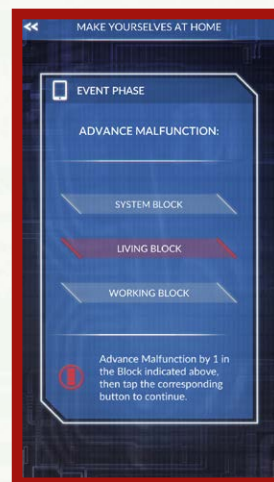 MAKE YOURSELVES AT HOME
EVENT PHASE
ADVANCE MALFUNCTION:
SYSTEM BLOCK
LIVING BLOCK
WORKING BLOCK
Advance Malfunction by 1 in
the Block indicated above,
then tap the corresponding
button to continue.